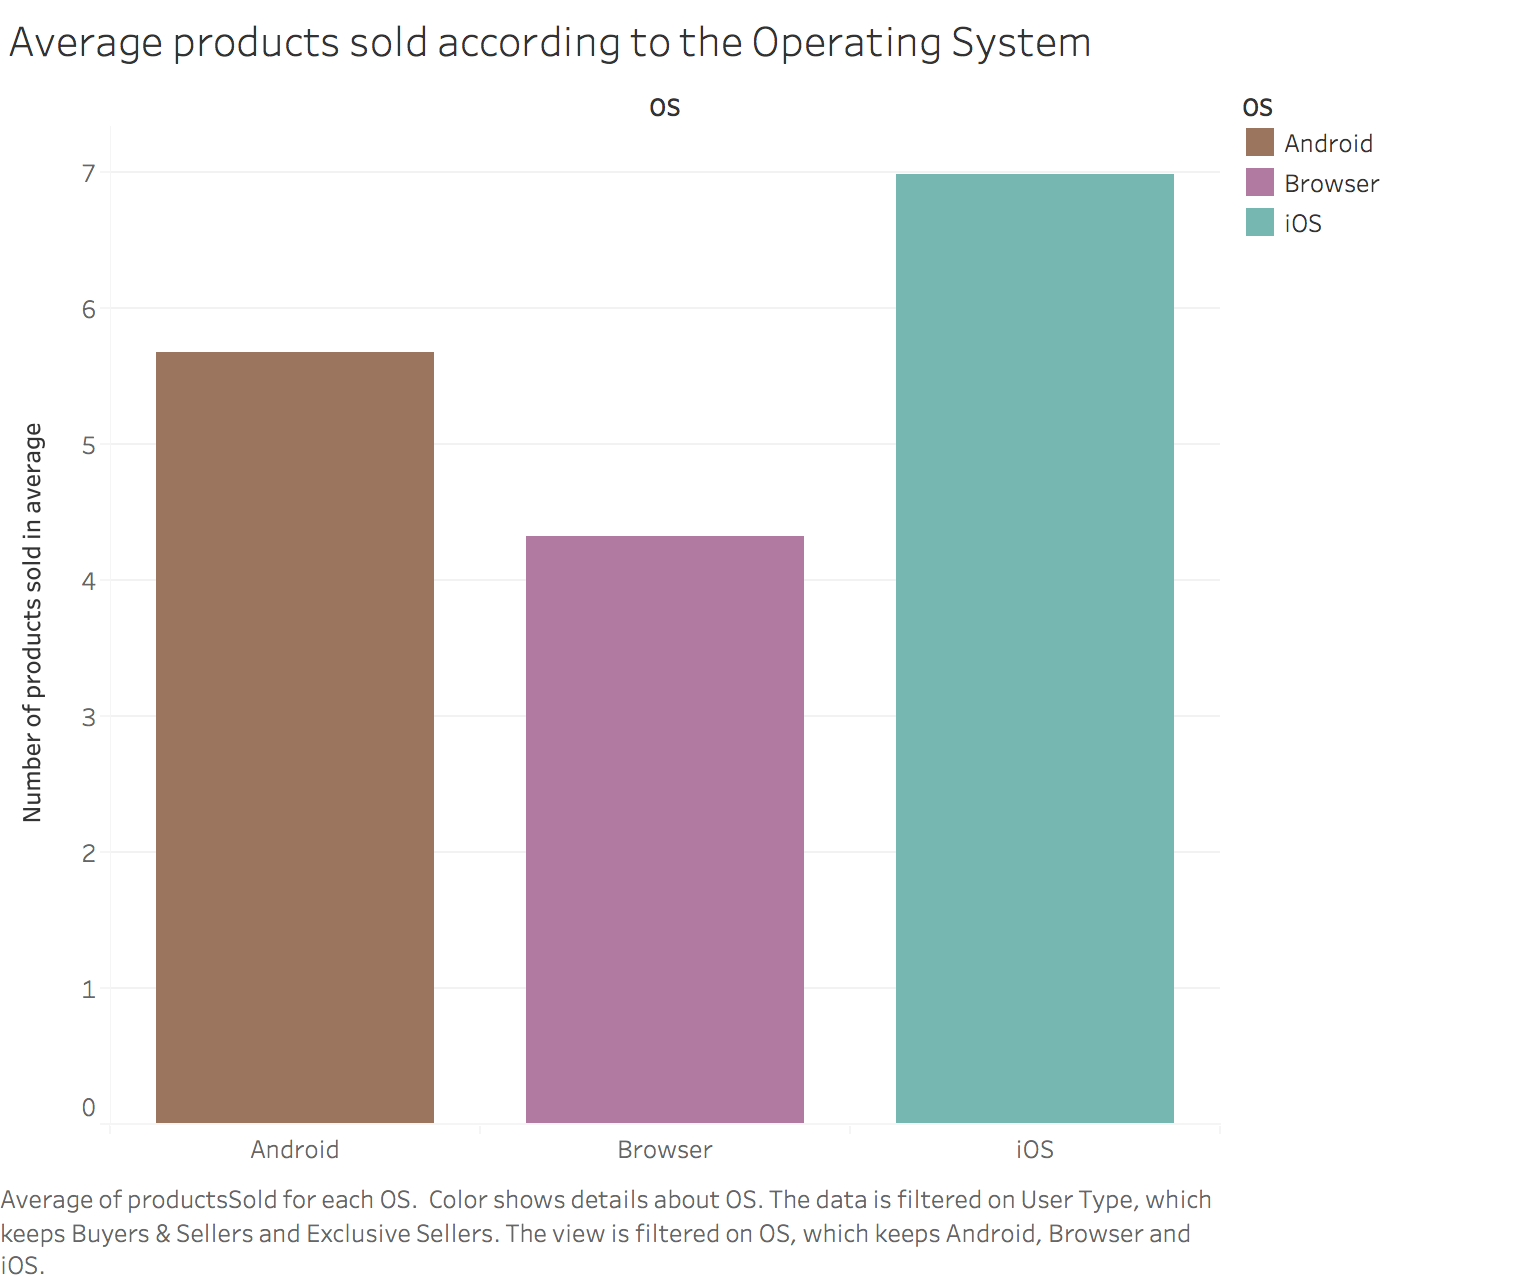 Average products sold according to the Operating System
OS
OS
Android
Browser
iOS
Number of products sold in average
7
6
5
4
3
2
1
0
Android Browser iOS
Average of productsSold for each OS.  Color shows details about OS. The data is filtered on User Type, which
keeps Buyers & Sellers and Exclusive Sellers. The view is filtered on OS, which keeps Android, Browser and
iOS.